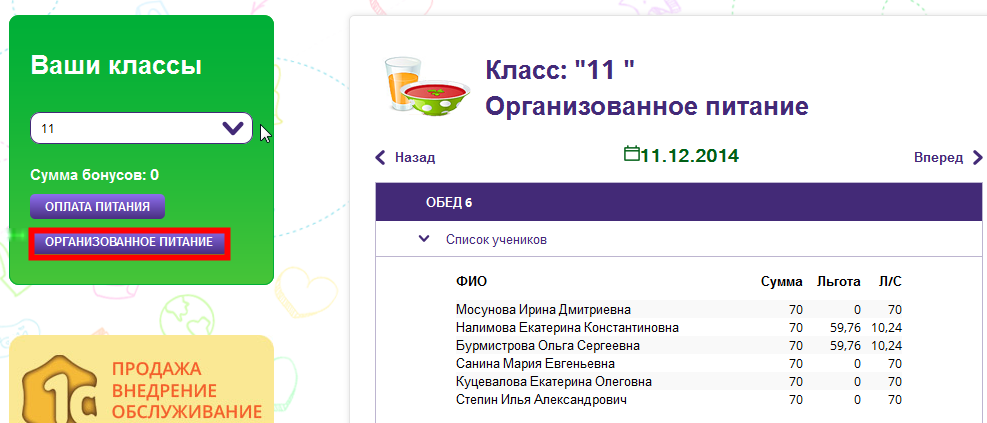 Ваши классы
11
Сумма бонусов: 0
ОПЛАТА ПИТАНИЯ
ОРГАНИЗОВАННОЕ ПИТАНИЕ
1с
ПРОДАЖА
ВНЕДРЕНИЕ
ОБСЛУЖИВАНИЕ
Класс: "11 "
Организованное питание
Назад 11.12.2014 Вперед
ОБЕД 6
Список учеников
ФИО Сумма Льгота Л/С
Мосунова Ирина Дмитриевна 70 0 70
Налимова Екатерина Константиновна 70 59,76 10,24
Бурмистрова Ольга Сергеевна 70 59,76 10,24
Санина Мария Евгеньевна 70 0 70
Куцевалова Екатерина Олеговна 70 0 70
Степин Илья Александрович 70 0 70